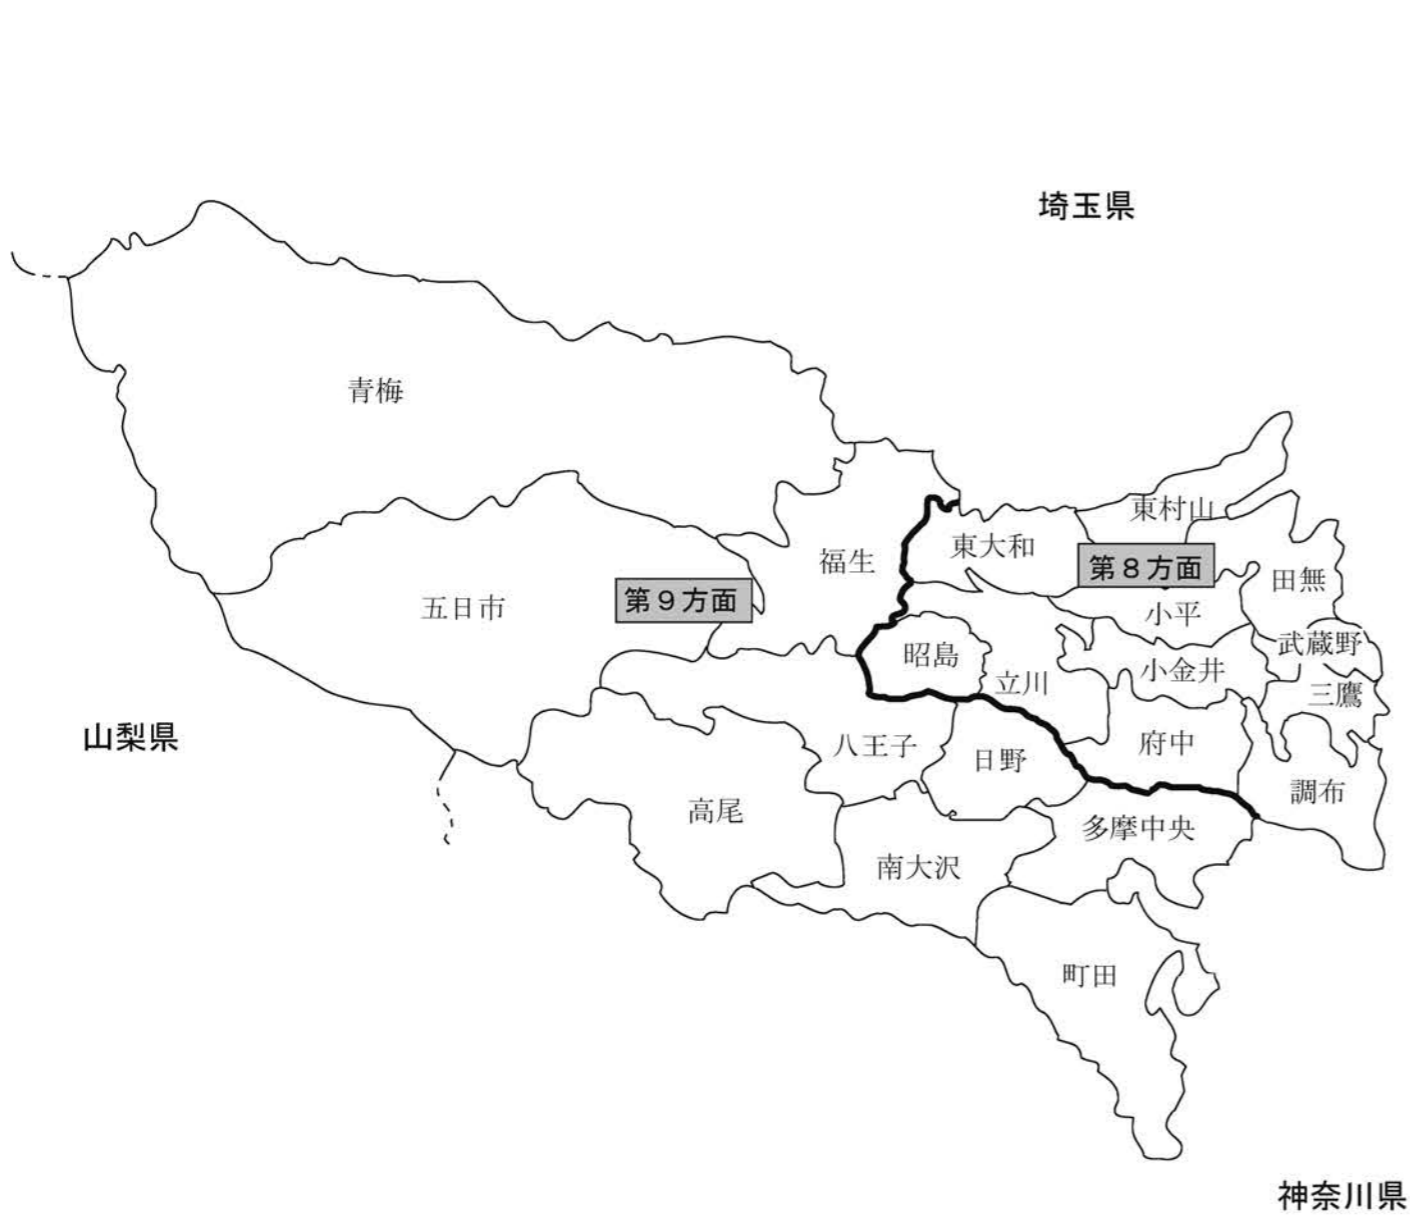 埼玉県
青梅
東村山
東大和
福生
第８方面
田無
第９方面
五日市
小平
武蔵野
昭島
小金井
立川
三鷹
山梨県
八王子
府中
日野
調布
高尾
多摩中央
南大沢
町田
神奈川県